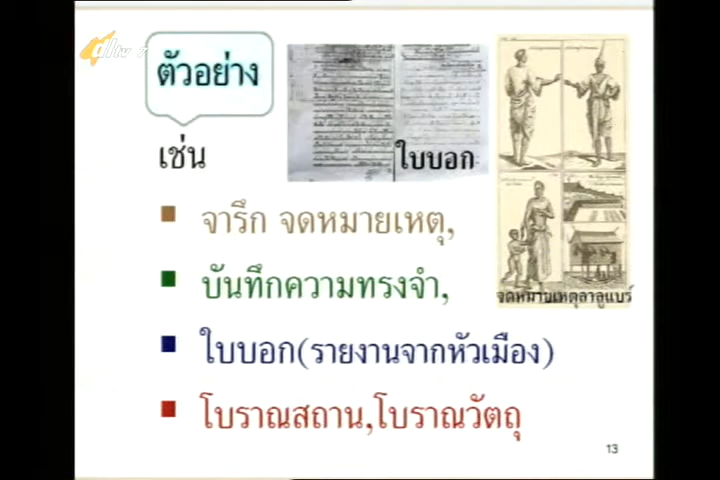 ตัวอย่าง
ใบบอก
เช่น
จารึก จดหมายเหตุ,
บันทึกความทรงจำ,
จดหมายเหตุลาลูแบร์
ใบบอก(รายงานจากหัวเมือง)
โบราณสถาน,โบราณวัตถุ
13